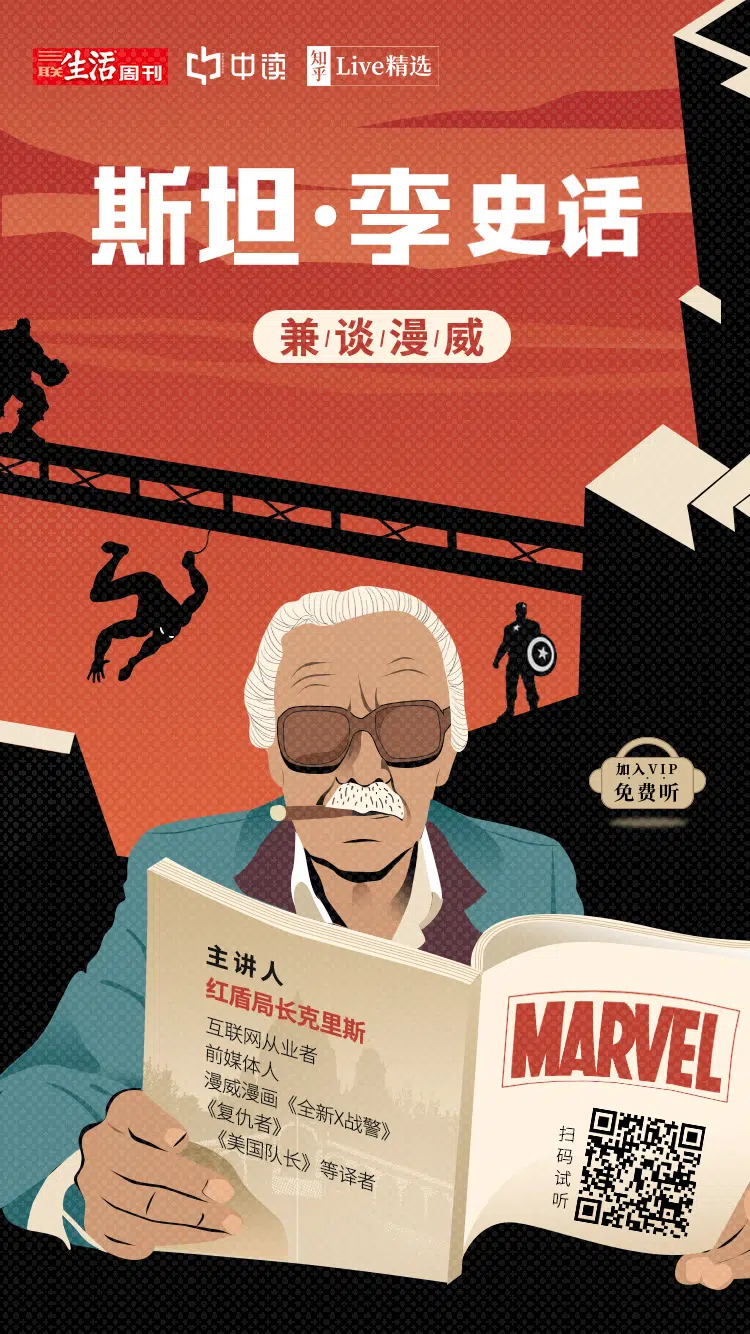 三联生活周刊 中读 知乎 Live精选
斯坦·李史话
兼/谈/漫/威
加入VIP
免费听
主讲人
红盾局长克里斯
互联网从业者
前媒体人
漫威漫画《全新X战警》
《复仇者》
《美国队长》等译者
MARVEL
扫码试听